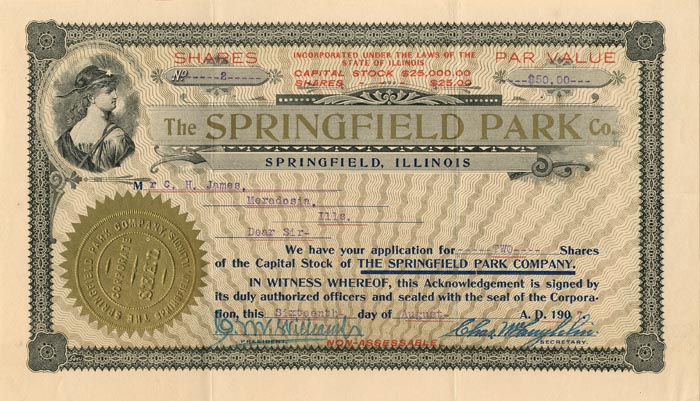 SHARES
No -----2-----
INCORPORATED UNDER THE LAWS OF THE
STATE OF ILLINOIS
CAPITAL STOCK $25,000.00
SHARES $25.00
PAR VALUE
--$50.00---
The SPRINGFIELD PARK Co.
SPRINGFIELD, ILLINOIS
Mr C. H. James,
Meredosia,
Ills.
Dear Sir-
We have your application for -----TWO---- Shares
of the Capital Stock of THE SPRINGFIELD PARK COMPANY.
IN WITNESS WHEREOF, this Acknowledgement is signed by
its duly authorized officers and sealed with the seal of the Corpora-
tion, this Sixteenth day of August- A. D. 190
PRESIDENT
SECRETARY.
NON-ASSESSABLE
THE SPRINGFIELD PARK COMPANY
CORPORATE
SEAL